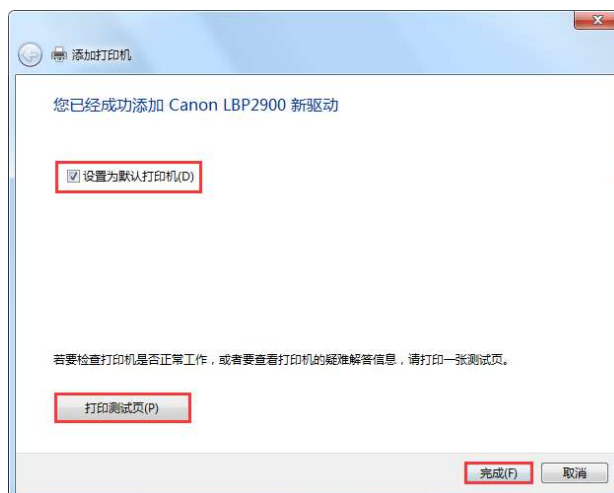 添加打印机
您已经成功添加 Canon LBP2900 新驱动
设置为默认打印机(D)
若要检查打印机是否正常工作，或者要查看打印机的疑难解答信息，请打印一张测试页。
打印测试页(P)
完成(F) 取消